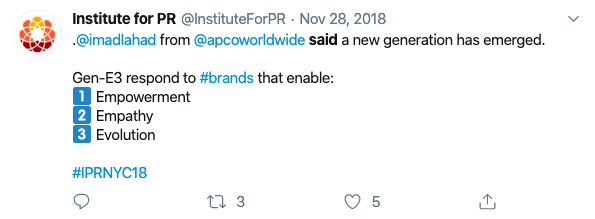 Institute for PR @InstituteForPR · Nov 28, 2018
.@imadlahad from @apcoworldwide said a new generation has emerged.
Gen-E3 respond to #brands that enable:
1 Empowerment
2 Empathy
3 Evolution
#IPRNYC18
3 5